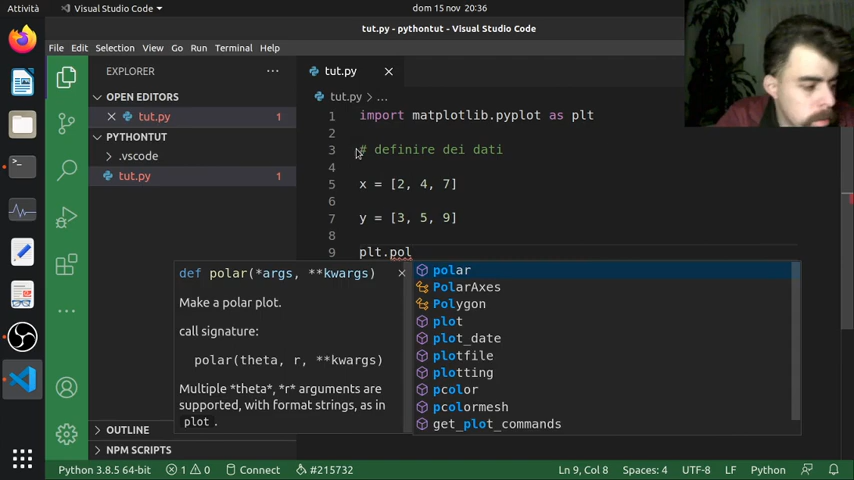 Attività
Visual Studio Code
dom 15 nov 20:36
tut.py - pythontut - Visual Studio Code
File Edit Selection View Go Run Terminal Help
EXPLORER
OPEN EDITORS
tut.py 1
PYTHONTUT
.vscode
tut.py 1
OUTLINE
NPM SCRIPTS
tut.py
tut.py > ...
1 import matplotlib.pyplot as plt
2
3 # definire dei dati
4
5 x = [2, 4, 7]
6
7 y = [3, 5, 9]
8
9 plt.pol
def polar(*args, **kwargs)
Make a polar plot.
call signature:
polar(theta, r, **kwargs)
Multiple *theta*, *r* arguments are
supported, with format strings, as in
plot .
polar
PolarAxes
Polygon
plot
plot_date
plotfile
plotting
pcolor
pcolormesh
get_plot_commands
Python 3.8.5 64-bit 1 0 Connect #215732 Ln 9, Col 8 Spaces: 4 UTF-8 LF Python